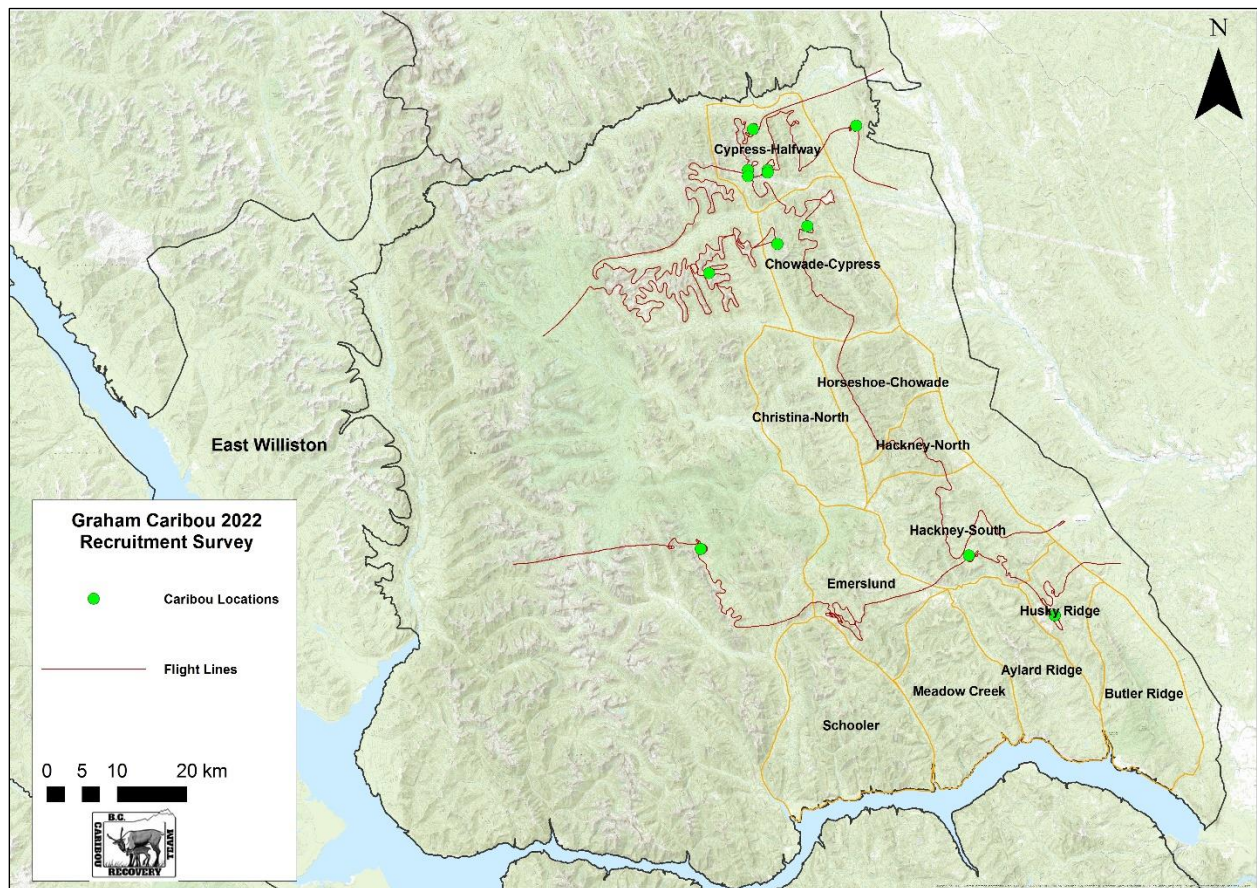 N
Cypress-Halfway
Chowade-Cypress
Horseshoe-Chowade
Christina-North
Hackney-North
East Williston
Hackney-South
Emerslund
Husky Ridge
Aylard Ridge
Meadow Creek
Butler Ridge
Schooler
Graham Caribou 2022
Recruitment Survey
Caribou Locations
Flight Lines
0 5 10 20 km
B.C.
CARIBOU
TEAM
RECOVERY